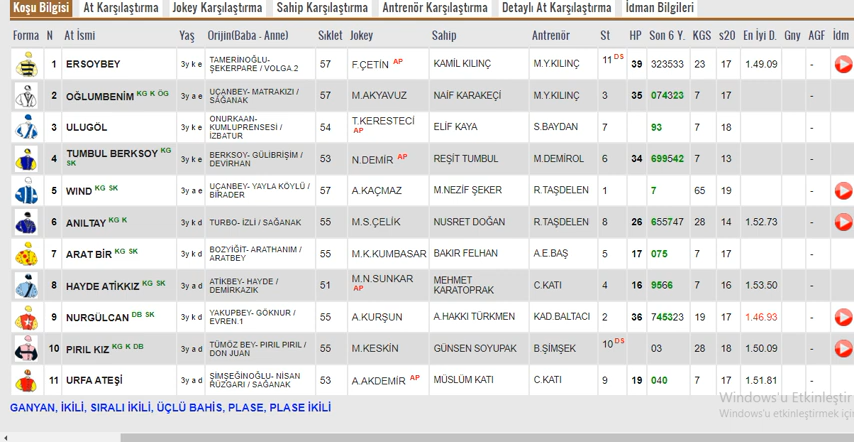 Koşu Bilgisi At Karşılaştırma Jokey Karşılaştırma Sahip Karşılaştırma Antrenör Karşılaştırma Detaylı At Karşılaştırma İdman Bilgileri
Forma N At İsmi Yaş Orijin(Baba - Anne) Sıklet Jokey Sahip Antrenör St HP Son 6 Y. KGS s20 En İyi D. Gny AGF İdm
1 ERSOYBEY 3y k e TAMERİNOĞLU- ŞEKERPARE / VOLGA.2 57 F.ÇETİN AP KAMİL KILINÇ M.Y.KILINÇ 11 DS 39 323533 23 17 1.49.09 -
2 OĞLUMBENİM KG K ÖG 3y a e UÇANBEY- MATRAKIZI / SAĞANAK 57 M.AKYAVUZ NAİF KARAKEÇİ M.Y.KILINÇ 3 35 074323 7 17 -
3 ULUGÖL 3y k e ONURKAAN- KUMLUPRENSESİ / İZBATUR 54 T.KERESTECİ AP ELİF KAYA S.BAYDAN 7 93 7 18 -
4 TUMBUL BERKSOY KG SK 3y k e BERKSOY- GÜLİBRİŞİM / DEVİRHAN 53 N.DEMİR AP REŞİT TUMBUL M.DEMİROL 6 34 699542 7 13 -
5 WIND KG SK 3y a e UÇANBEY- YAYLA KÖYLÜ / BİRADER 57 A.KAÇMAZ M.NEZİF ŞEKER R.TAŞDELEN 1 7 65 19 -
6 ANILTAY KG K 3y k d TURBO- İZLİ / SAĞANAK 55 M.S.ÇELİK NUSRET DOĞAN R.TAŞDELEN 8 26 655747 28 14 1.52.73 -
7 ARAT BİR KG SK 3y k d BOZYİĞİT- ARATHANIM / ARATBEY 55 M.K.KUMBASAR BAKIR FELHAN A.E.BAŞ 5 17 075 7 17 -
8 HAYDE ATİKKIZ KG SK 3y a d ATİKBEY- HAYDE / DEMİRKAZIK 51 M.N.SUNKAR AP MEHMET KARATOPRAK C.KATI 4 16 9566 7 16 1.53.50 -
9 NURGÜLCAN DB SK 3y k d YAKUPBEY- GÖKNUR / EVREN.1 55 A.KURŞUN A.HAKKI TÜRKMEN KAD.BALTACI 2 36 745323 19 17 1.46.93 -
10 PIRIL KIZ KG K DB 3y a d TÜMÖZ BEY- PIRIL PIRIL / DON JUAN 55 M.KESKİN GÜNSEN SOYUPAK B.ŞİMŞEK 10 DS 03 28 13 1.50.09 -
11 URFA ATEŞİ 3y a d ŞİMŞEĞİNOĞLU- NİSAN RÜZGARI / SAĞANAK 53 A.AKDEMİR AP MÜSLÜM KATI C.KATI 9 19 040 7 17 1.51.81 -
GANYAN, İKİLİ, SIRALI İKİLİ, ÜÇLÜ BAHİS, PLASE, PLASE İKİLİ
Windows'u Etkinleştir
Windows'u etkinleştirmek için